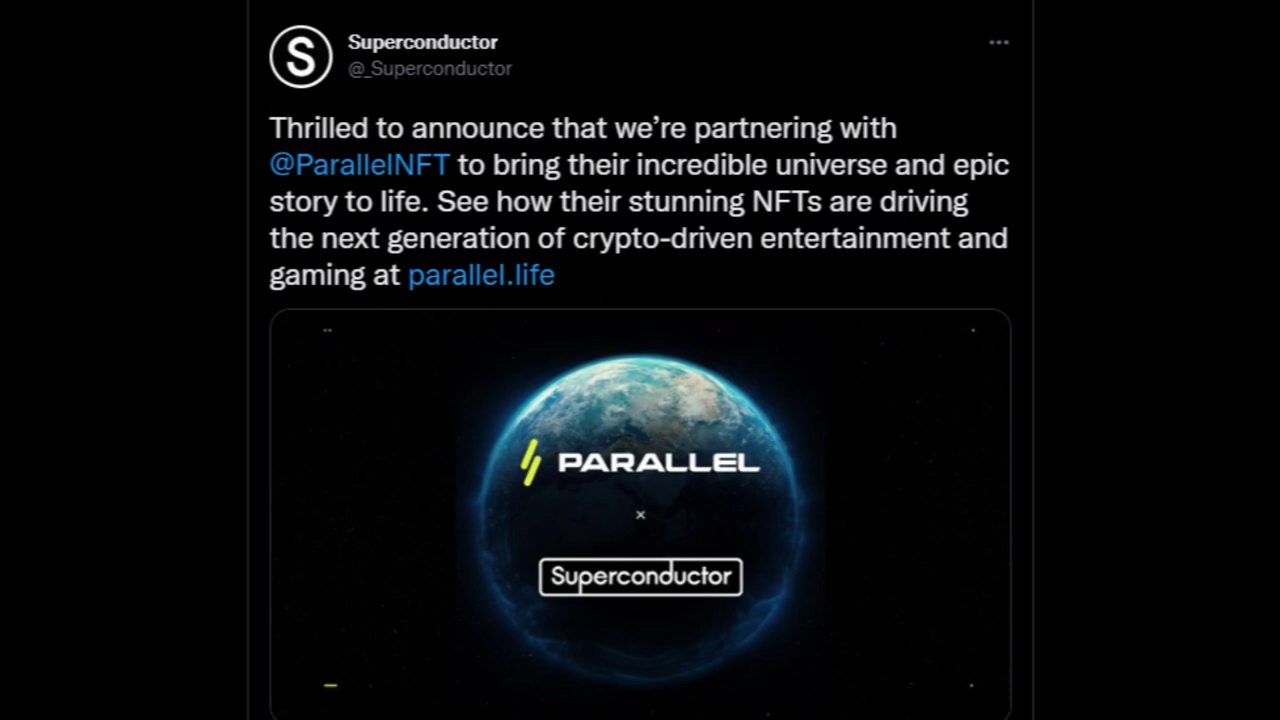 S
Superconductor
@_Superconductor
Thrilled to announce that we’re partnering with
@ParallelNFT to bring their incredible universe and epic
story to life. See how their stunning NFTs are driving
the next generation of crypto-driven entertainment and
gaming at parallel.life
PARALLEL
×
Superconductor